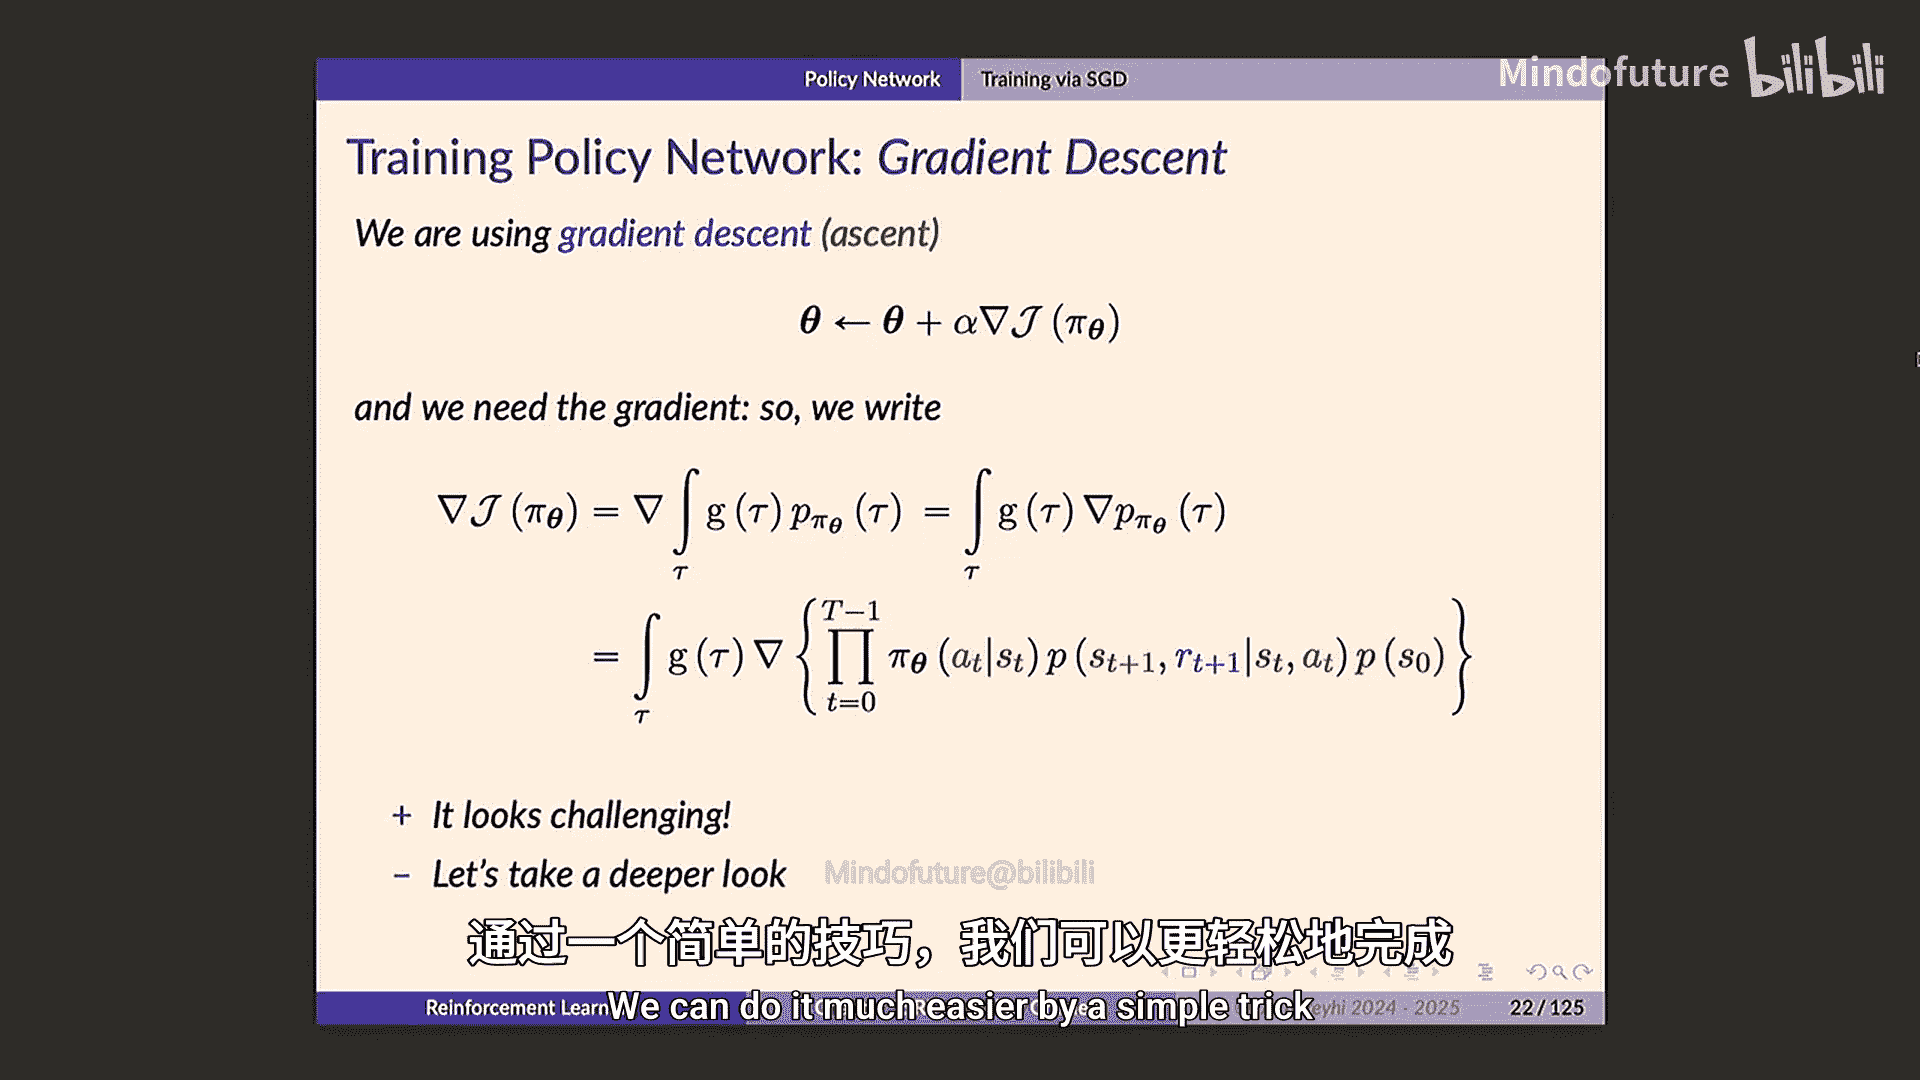 Policy Network Training via SGD
Mindofuture bilibili
Training Policy Network: Gradient Descent
We are using gradient descent (ascent)
θ ← θ + α∇𝒥 (π_θ)
and we need the gradient: so, we write
∇𝒥 (π_θ) = ∇ ∫_τ g (τ) p_{π_θ} (τ) = ∫_τ g (τ) ∇p_{π_θ} (τ)
= ∫_τ g (τ) ∇ { ∏_{t=0}^{T−1} π_θ (a_t|s_t) p (s_{t+1}, r_{t+1}|s_t, a_t) p (s_0) }
+ It looks challenging!
− Let's take a deeper look
Mindofuture@bilibili
通过一个简单的技巧，我们可以更轻松地完成
We can do it much easier by a simple trick
Reinforcement Learn 2024 - 2025 22 / 125